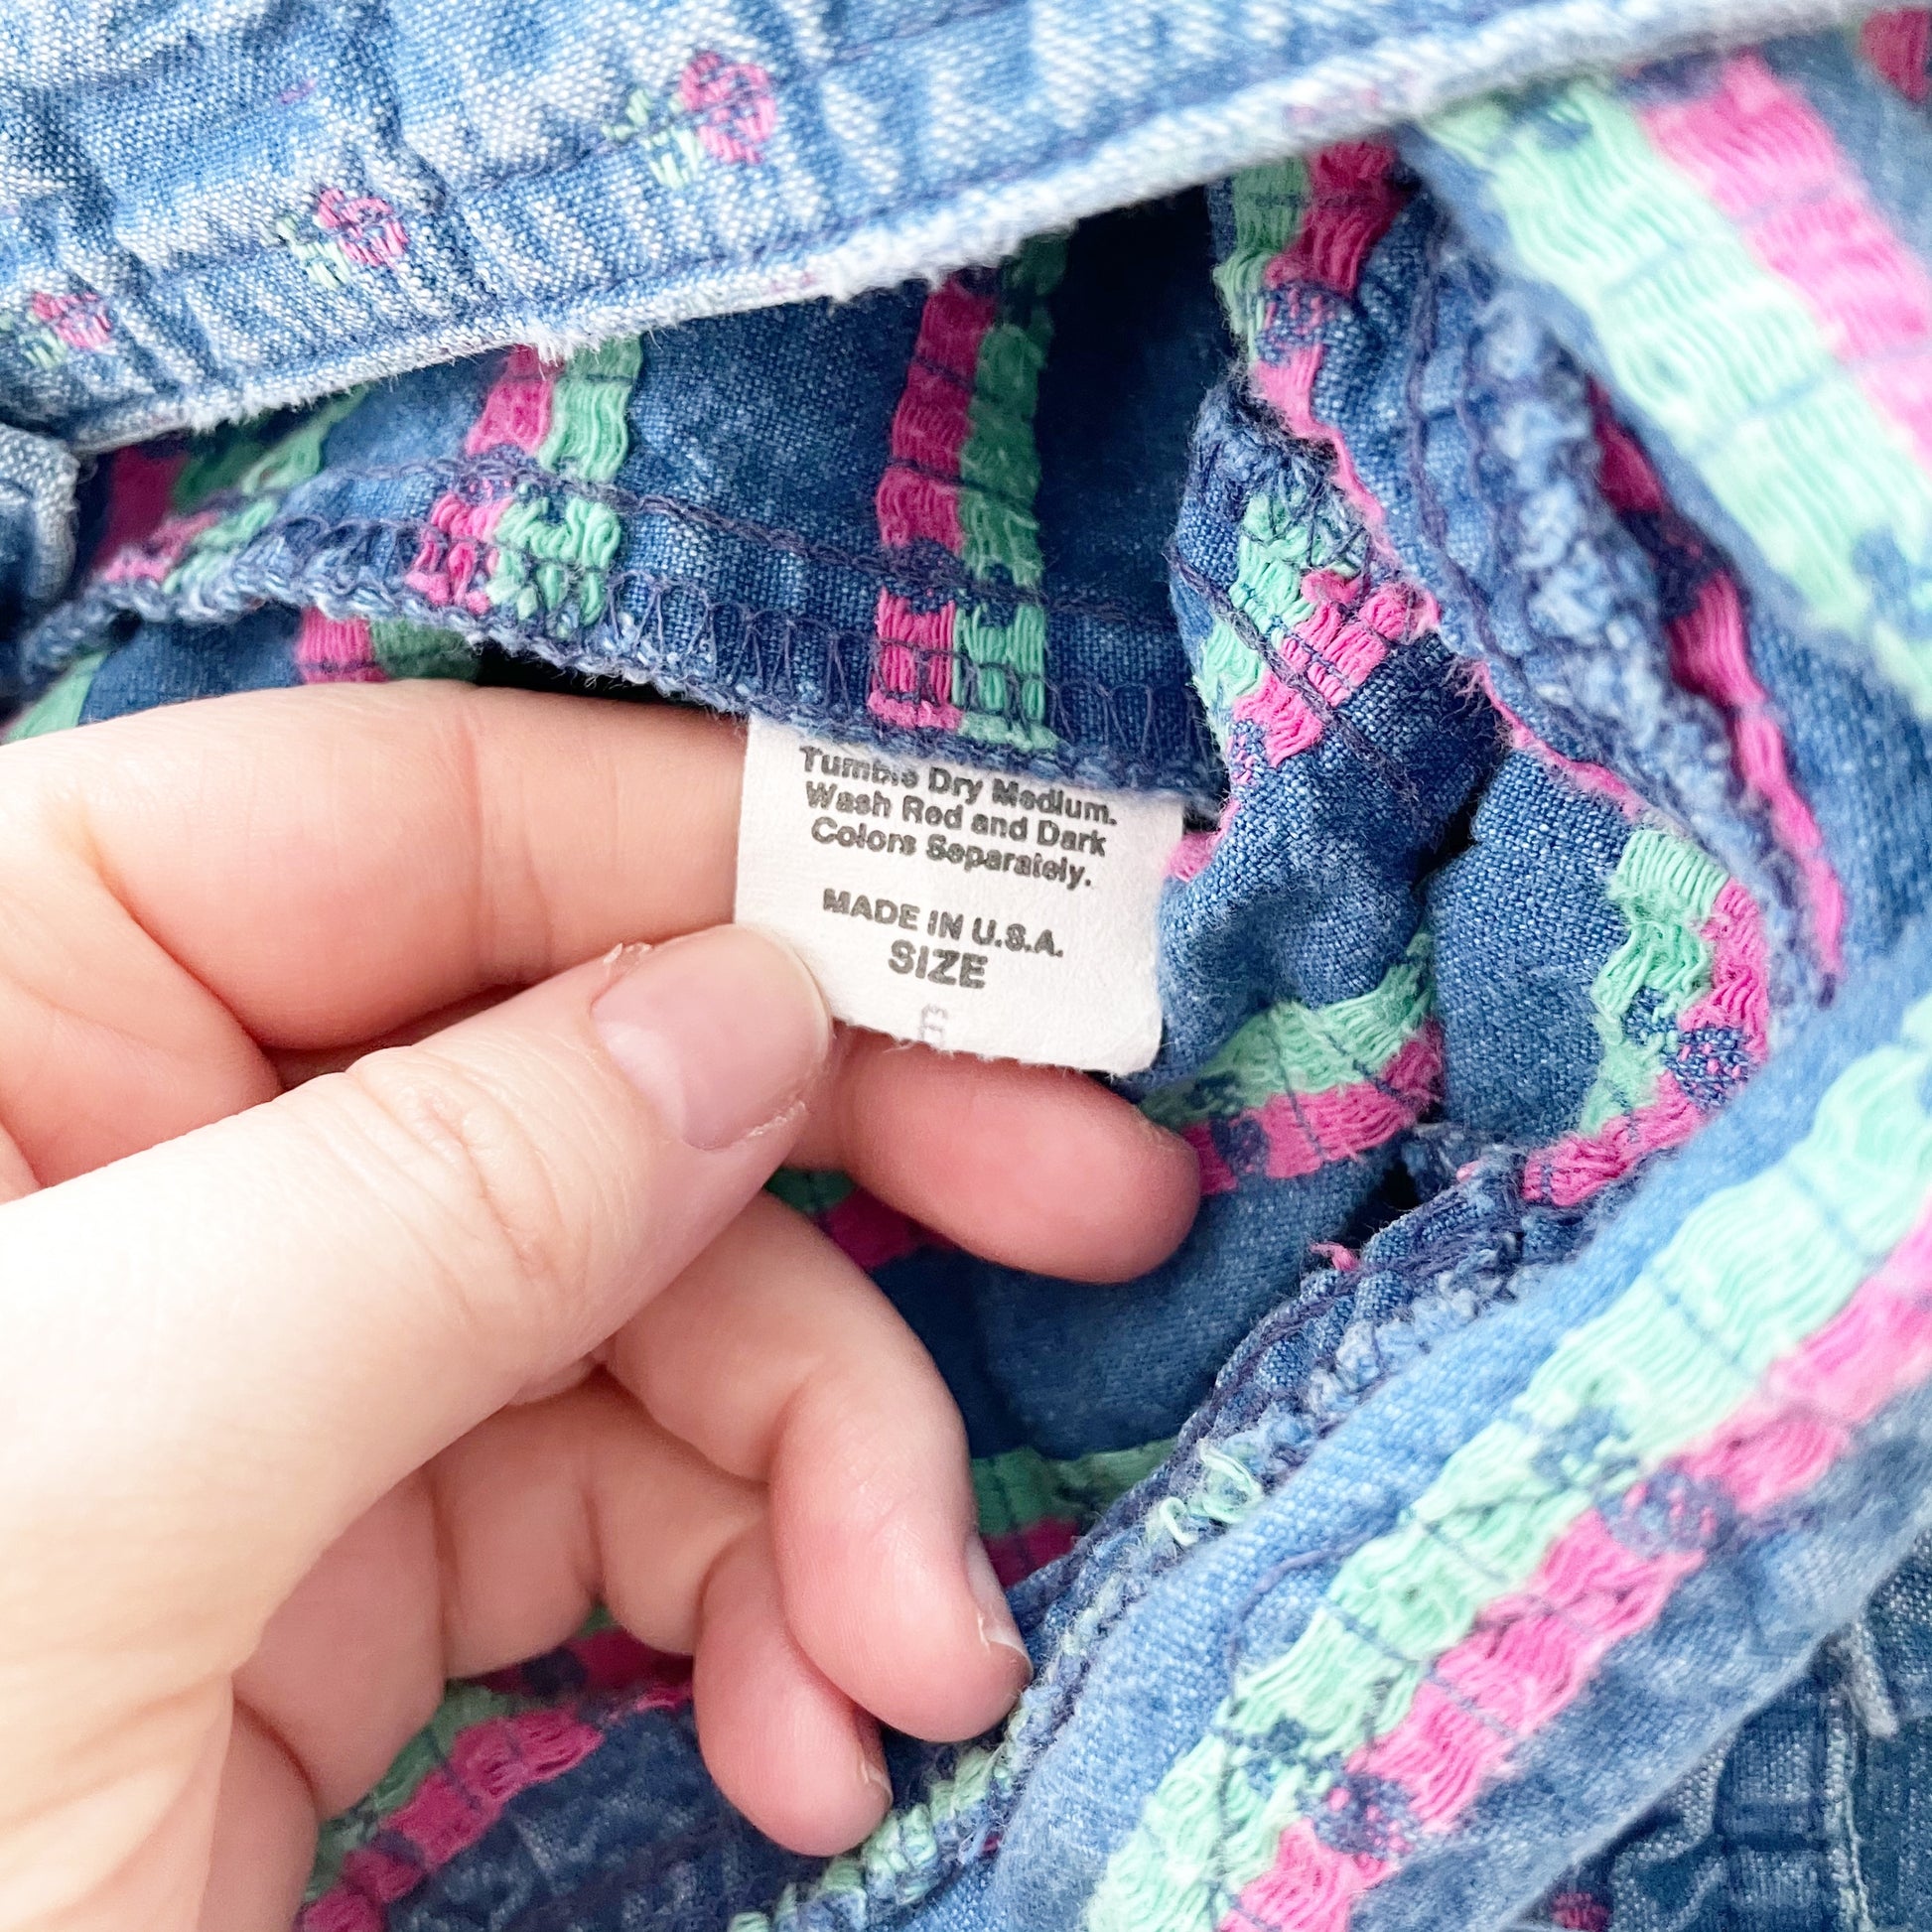 Tumble Dry Medium.
Wash Red and Dark
Colors Separately.
MADE IN U.S.A.
SIZE